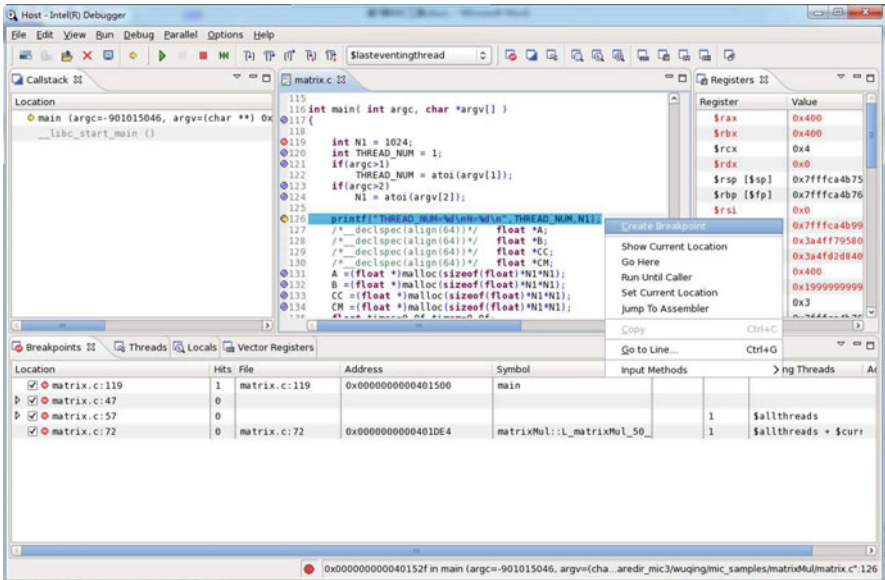 Host - Intel(R) Debugger
File Edit View Run Debug Parallel Options Help
$lasteventingthread
Callstack
matrix.c
Registers
Location
main (argc=-901015046, argv=(char **) 0x
__libc_start_main ()
115
116 int main( int argc, char *argv[] )
117 {
118
119 int N1 = 1024;
120 int THREAD_NUM = 1;
121 if(argc>1)
122 THREAD_NUM = atoi(argv[1]);
123 if(argc>2)
124 N1 = atoi(argv[2]);
125
126 printf("THREAD_NUM=%d\nN=%d\n",THREAD_NUM,N1);
127 /*__declspec(align(64))*/ float *A;
128 /*__declspec(align(64))*/ float *B;
129 /*__declspec(align(64))*/ float *CC;
130 /*__declspec(align(64))*/ float *CM;
131 A =(float *)malloc(sizeof(float)*N1*N1);
132 B =(float *)malloc(sizeof(float)*N1*N1);
133 CC =(float *)malloc(sizeof(float)*N1*N1);
134 CM =(float *)malloc(sizeof(float)*N1*N1);
Register Value
$rax 0x400
$rbx 0x400
$rcx 0x4
$rdx 0x0
$rsp [$sp] 0x7fffca4b75
$rbp [$fp] 0x7fffca4b76
$rsi 0x0
0x7fffca4b99
0x3a4ff79580
0x3a4fd2d840
0x400
0x1999999999
0x3
Create Breakpoint
Show Current Location
Go Here
Run Until Caller
Set Current Location
Jump To Assembler
Copy Ctrl+C
Go to Line... Ctrl+G
Input Methods
Breakpoints Threads Locals Vector Registers
Location Hits File Address Symbol ng Threads Ac
matrix.c:119 1 matrix.c:119 0x0000000000401500 main
matrix.c:47 0
matrix.c:57 0 1 $allthreads
matrix.c:72 0 matrix.c:72 0x0000000000401DE4 matrixMul::L_matrixMul_50_ 1 $allthreads + $curr
0x000000000040152f in main (argc=-901015046, argv=(cha...aredir_mic3/wuqing/mic_samples/matrixMul/matrix.c":126